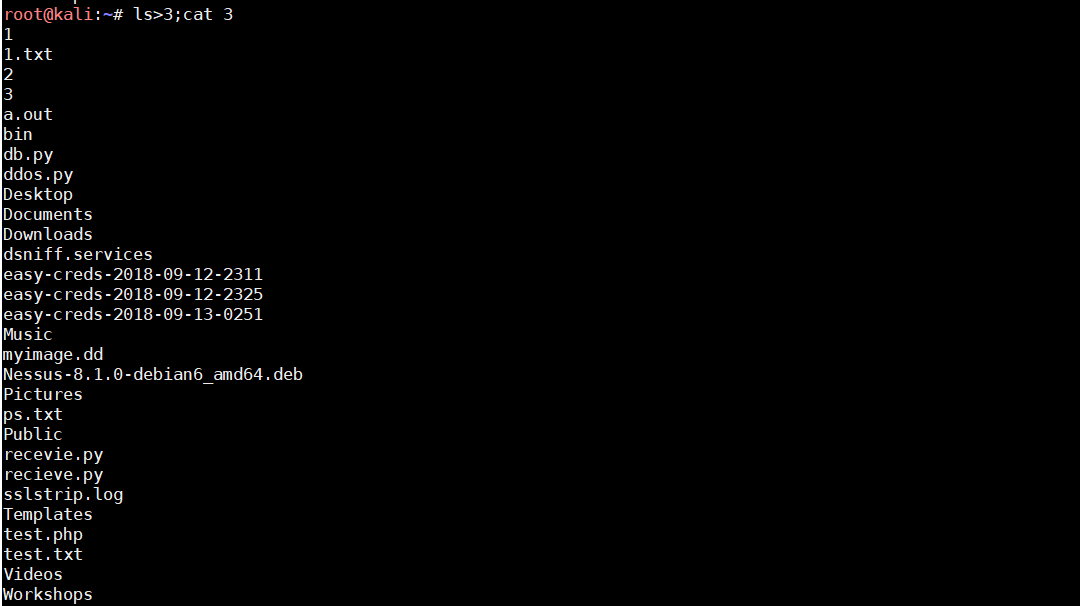 root@kali:~# ls>3;cat 3
1
1.txt
2
3
a.out
bin
db.py
ddos.py
Desktop
Documents
Downloads
dsniff.services
easy-creds-2018-09-12-2311
easy-creds-2018-09-12-2325
easy-creds-2018-09-13-0251
Music
myimage.dd
Nessus-8.1.0-debian6_amd64.deb
Pictures
ps.txt
Public
recevie.py
recieve.py
sslstrip.log
Templates
test.php
test.txt
Videos
Workshops